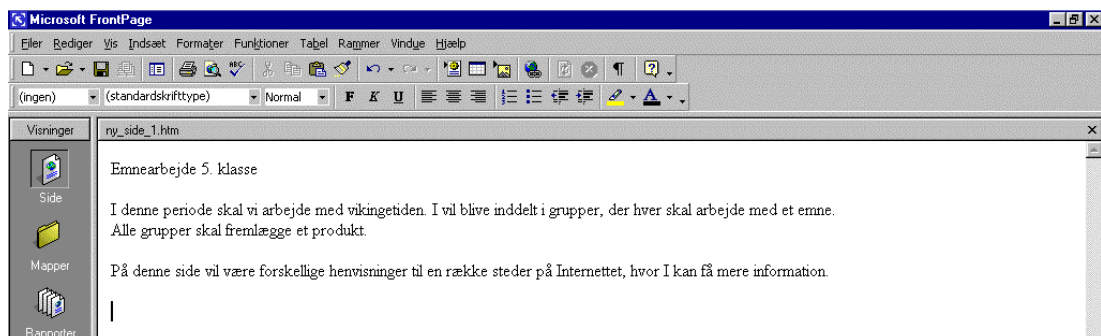 Microsoft FrontPage
Filer Rediger Vis Indsæt Formater Funktioner Tabel Rammer Vindue Hjælp
(ingen) (standardskrifttype) Normal F K U A
Visninger ny_side_1.htm
Emnearbejde 5. klasse
Side
I denne periode skal vi arbejde med vikingetiden. I vil blive inddelt i grupper, der hver skal arbejde med et emne.
Alle grupper skal fremlægge et produkt.
Mapper
På denne side vil være forskellige henvisninger til en række steder på Internettet, hvor I kan få mere information.
Rapporter